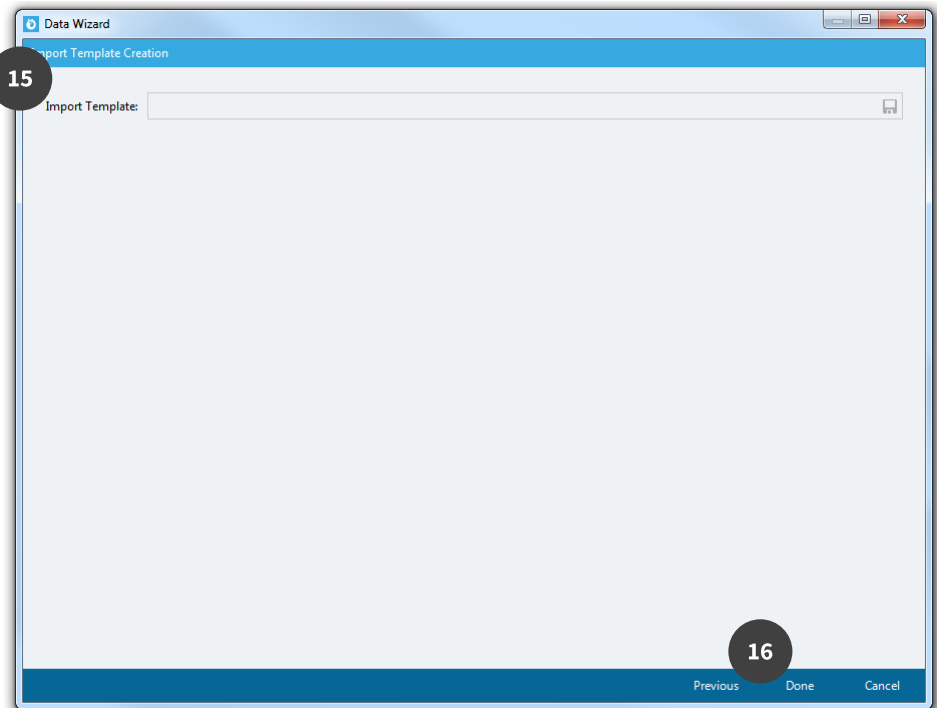 Data Wizard
Import Template Creation
15
Import Template:
16
Previous Done Cancel